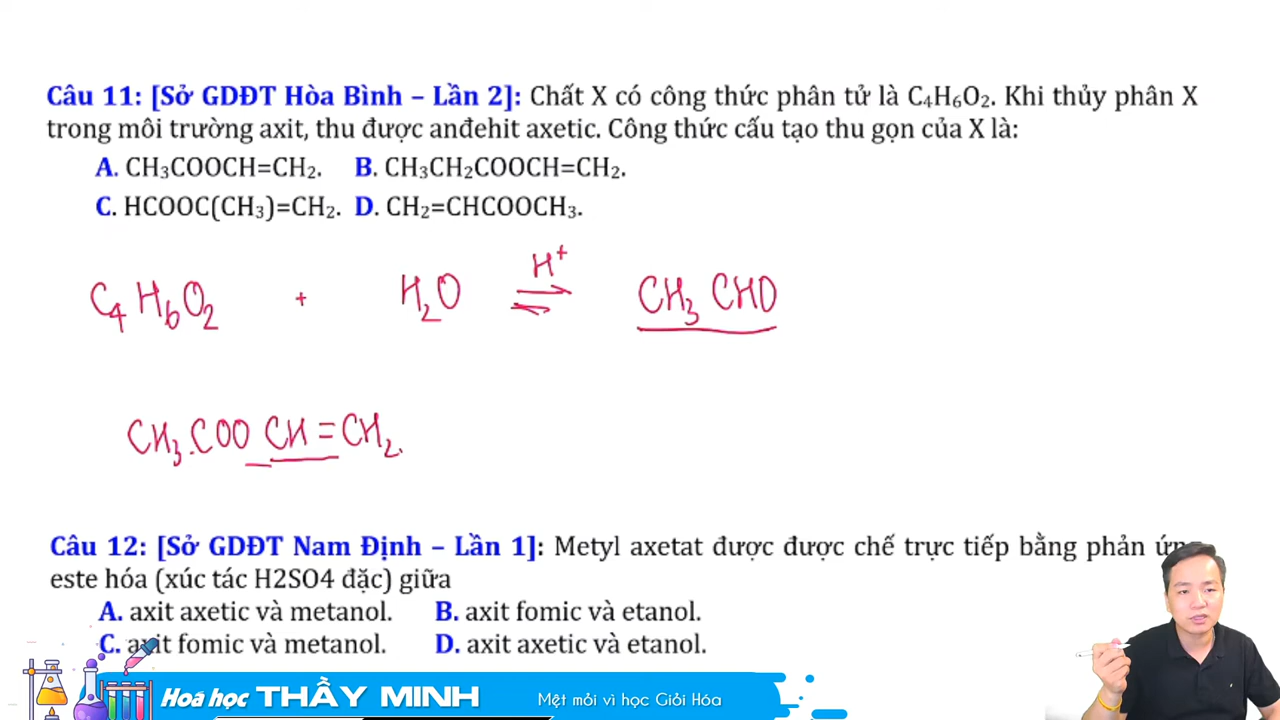 Câu 11: [Sở GDĐT Hòa Bình – Lần 2]: Chất X có công thức phân tử là C₄H₆O₂. Khi thủy phân X
trong môi trường axit, thu được anđehit axetic. Công thức cấu tạo thu gọn của X là:
A. CH₃COOCH=CH₂. B. CH₃CH₂COOCH=CH₂.
C. HCOOC(CH₃)=CH₂. D. CH₂=CHCOOCH₃.
H⁺
C₄H₆O₂ + H₂O ⇌ CH₃CHO
CH₃.COO CH=CH₂.
Câu 12: [Sở GDĐT Nam Định – Lần 1]: Metyl axetat được được chế trực tiếp bằng phản ứng
este hóa (xúc tác H2SO4 đặc) giữa
A. axit axetic và metanol. B. axit fomic và etanol.
C. axit fomic và metanol. D. axit axetic và etanol.
Hoá học THẦY MINH Mệt mỏi vì học Giỏi Hóa